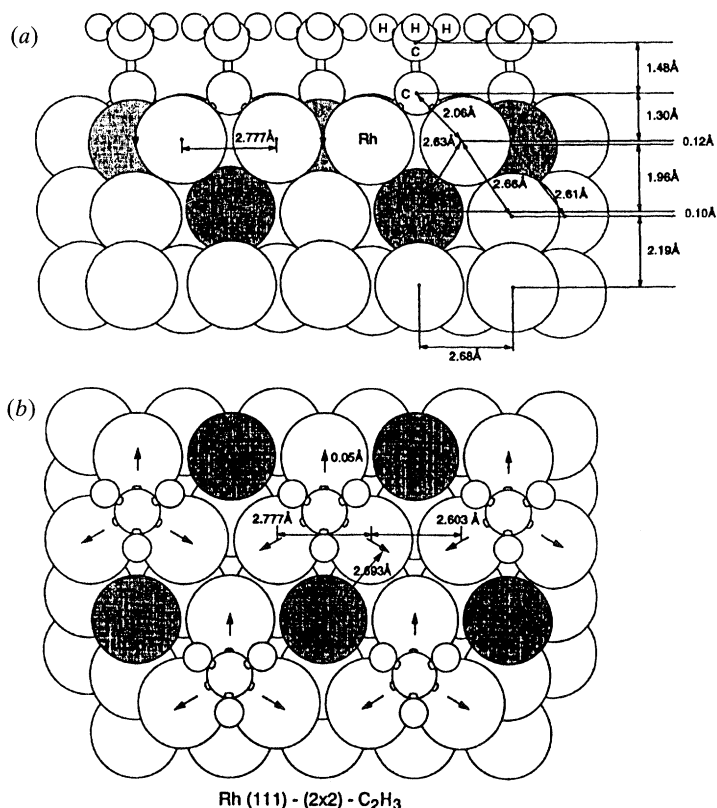 (a)
H H H
C
C
1.48Å
1.30Å
0.12Å
1.96Å
0.10Å
2.19Å
2.06Å
2.777Å
Rh
2.63Å
2.66Å
2.61Å
2.68Å
(b)
0.05Å
2.777Å
2.603 Å
2.693Å
Rh (111) - (2x2) - C₂H₃